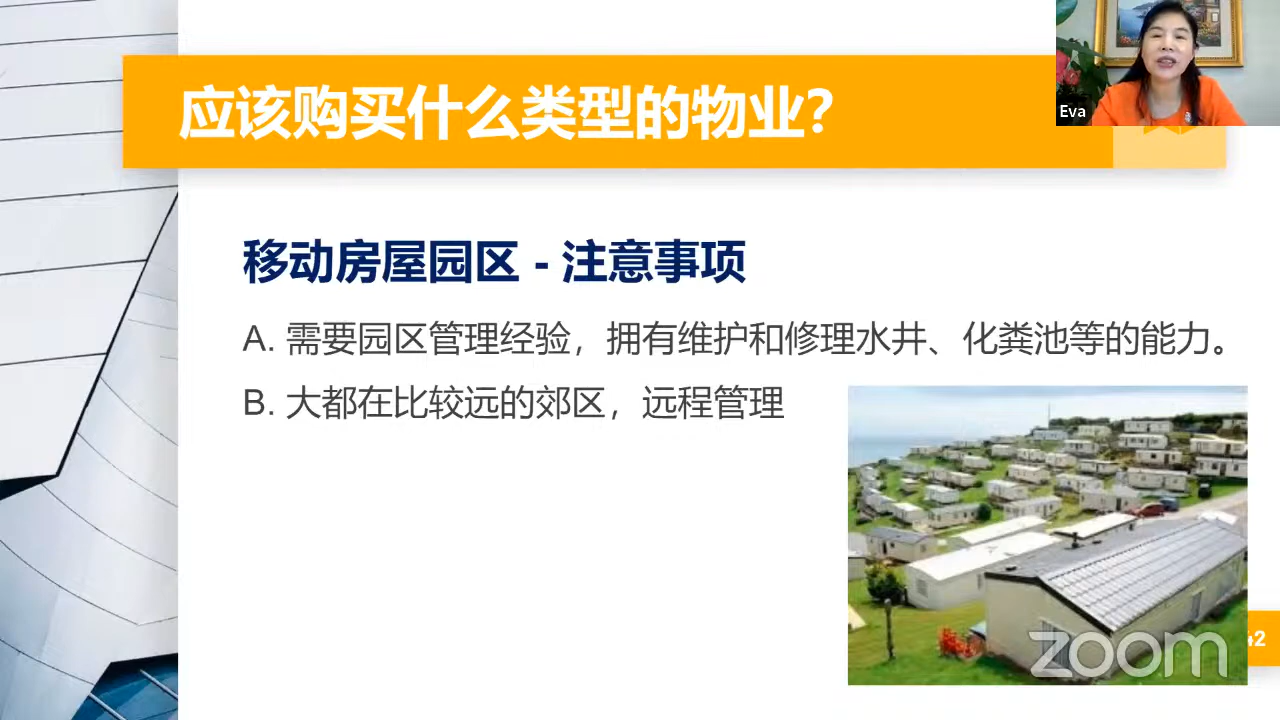 应该购买什么类型的物业?
Eva
移动房屋园区 - 注意事项
A. 需要园区管理经验，拥有维护和修理水井、化粪池等的能力。
B. 大都在比较远的郊区，远程管理
zoom
42